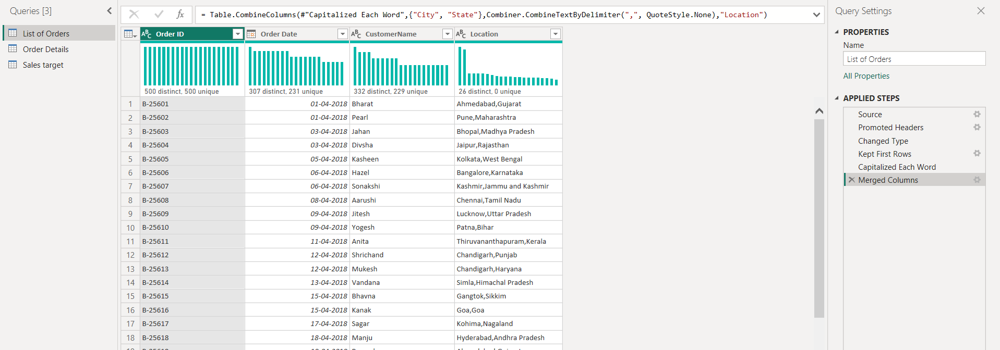 Queries [3]
List of Orders
Order Details
Sales target
fx
= Table.CombineColumns(#"Capitalized Each Word",{"City", "State"},Combiner.CombineTextByDelimiter(",", QuoteStyle.None),"Location")
ABC Order ID Order Date ABC CustomerName ABC Location
500 distinct, 500 unique 307 distinct, 231 unique 332 distinct, 229 unique 26 distinct, 0 unique
1 B-25601 01-04-2018 Bharat Ahmedabad,Gujarat
2 B-25602 01-04-2018 Pearl Pune,Maharashtra
3 B-25603 03-04-2018 Jahan Bhopal,Madhya Pradesh
4 B-25604 03-04-2018 Divsha Jaipur,Rajasthan
5 B-25605 05-04-2018 Kasheen Kolkata,West Bengal
6 B-25606 06-04-2018 Hazel Bangalore,Karnataka
7 B-25607 06-04-2018 Sonakshi Kashmir,Jammu and Kashmir
8 B-25608 08-04-2018 Aarushi Chennai,Tamil Nadu
9 B-25609 09-04-2018 Jitesh Lucknow,Uttar Pradesh
10 B-25610 09-04-2018 Yogesh Patna,Bihar
11 B-25611 11-04-2018 Anita Thiruvananthapuram,Kerala
12 B-25612 12-04-2018 Shrichand Chandigarh,Punjab
13 B-25613 12-04-2018 Mukesh Chandigarh,Haryana
14 B-25614 13-04-2018 Vandana Simla,Himachal Pradesh
15 B-25615 15-04-2018 Bhavna Gangtok,Sikkim
16 B-25616 15-04-2018 Kanak Goa,Goa
17 B-25617 17-04-2018 Sagar Kohima,Nagaland
18 B-25618 18-04-2018 Manju Hyderabad,Andhra Pradesh
Query Settings
PROPERTIES
Name
List of Orders
All Properties
APPLIED STEPS
Source
Promoted Headers
Changed Type
Kept First Rows
Capitalized Each Word
Merged Columns